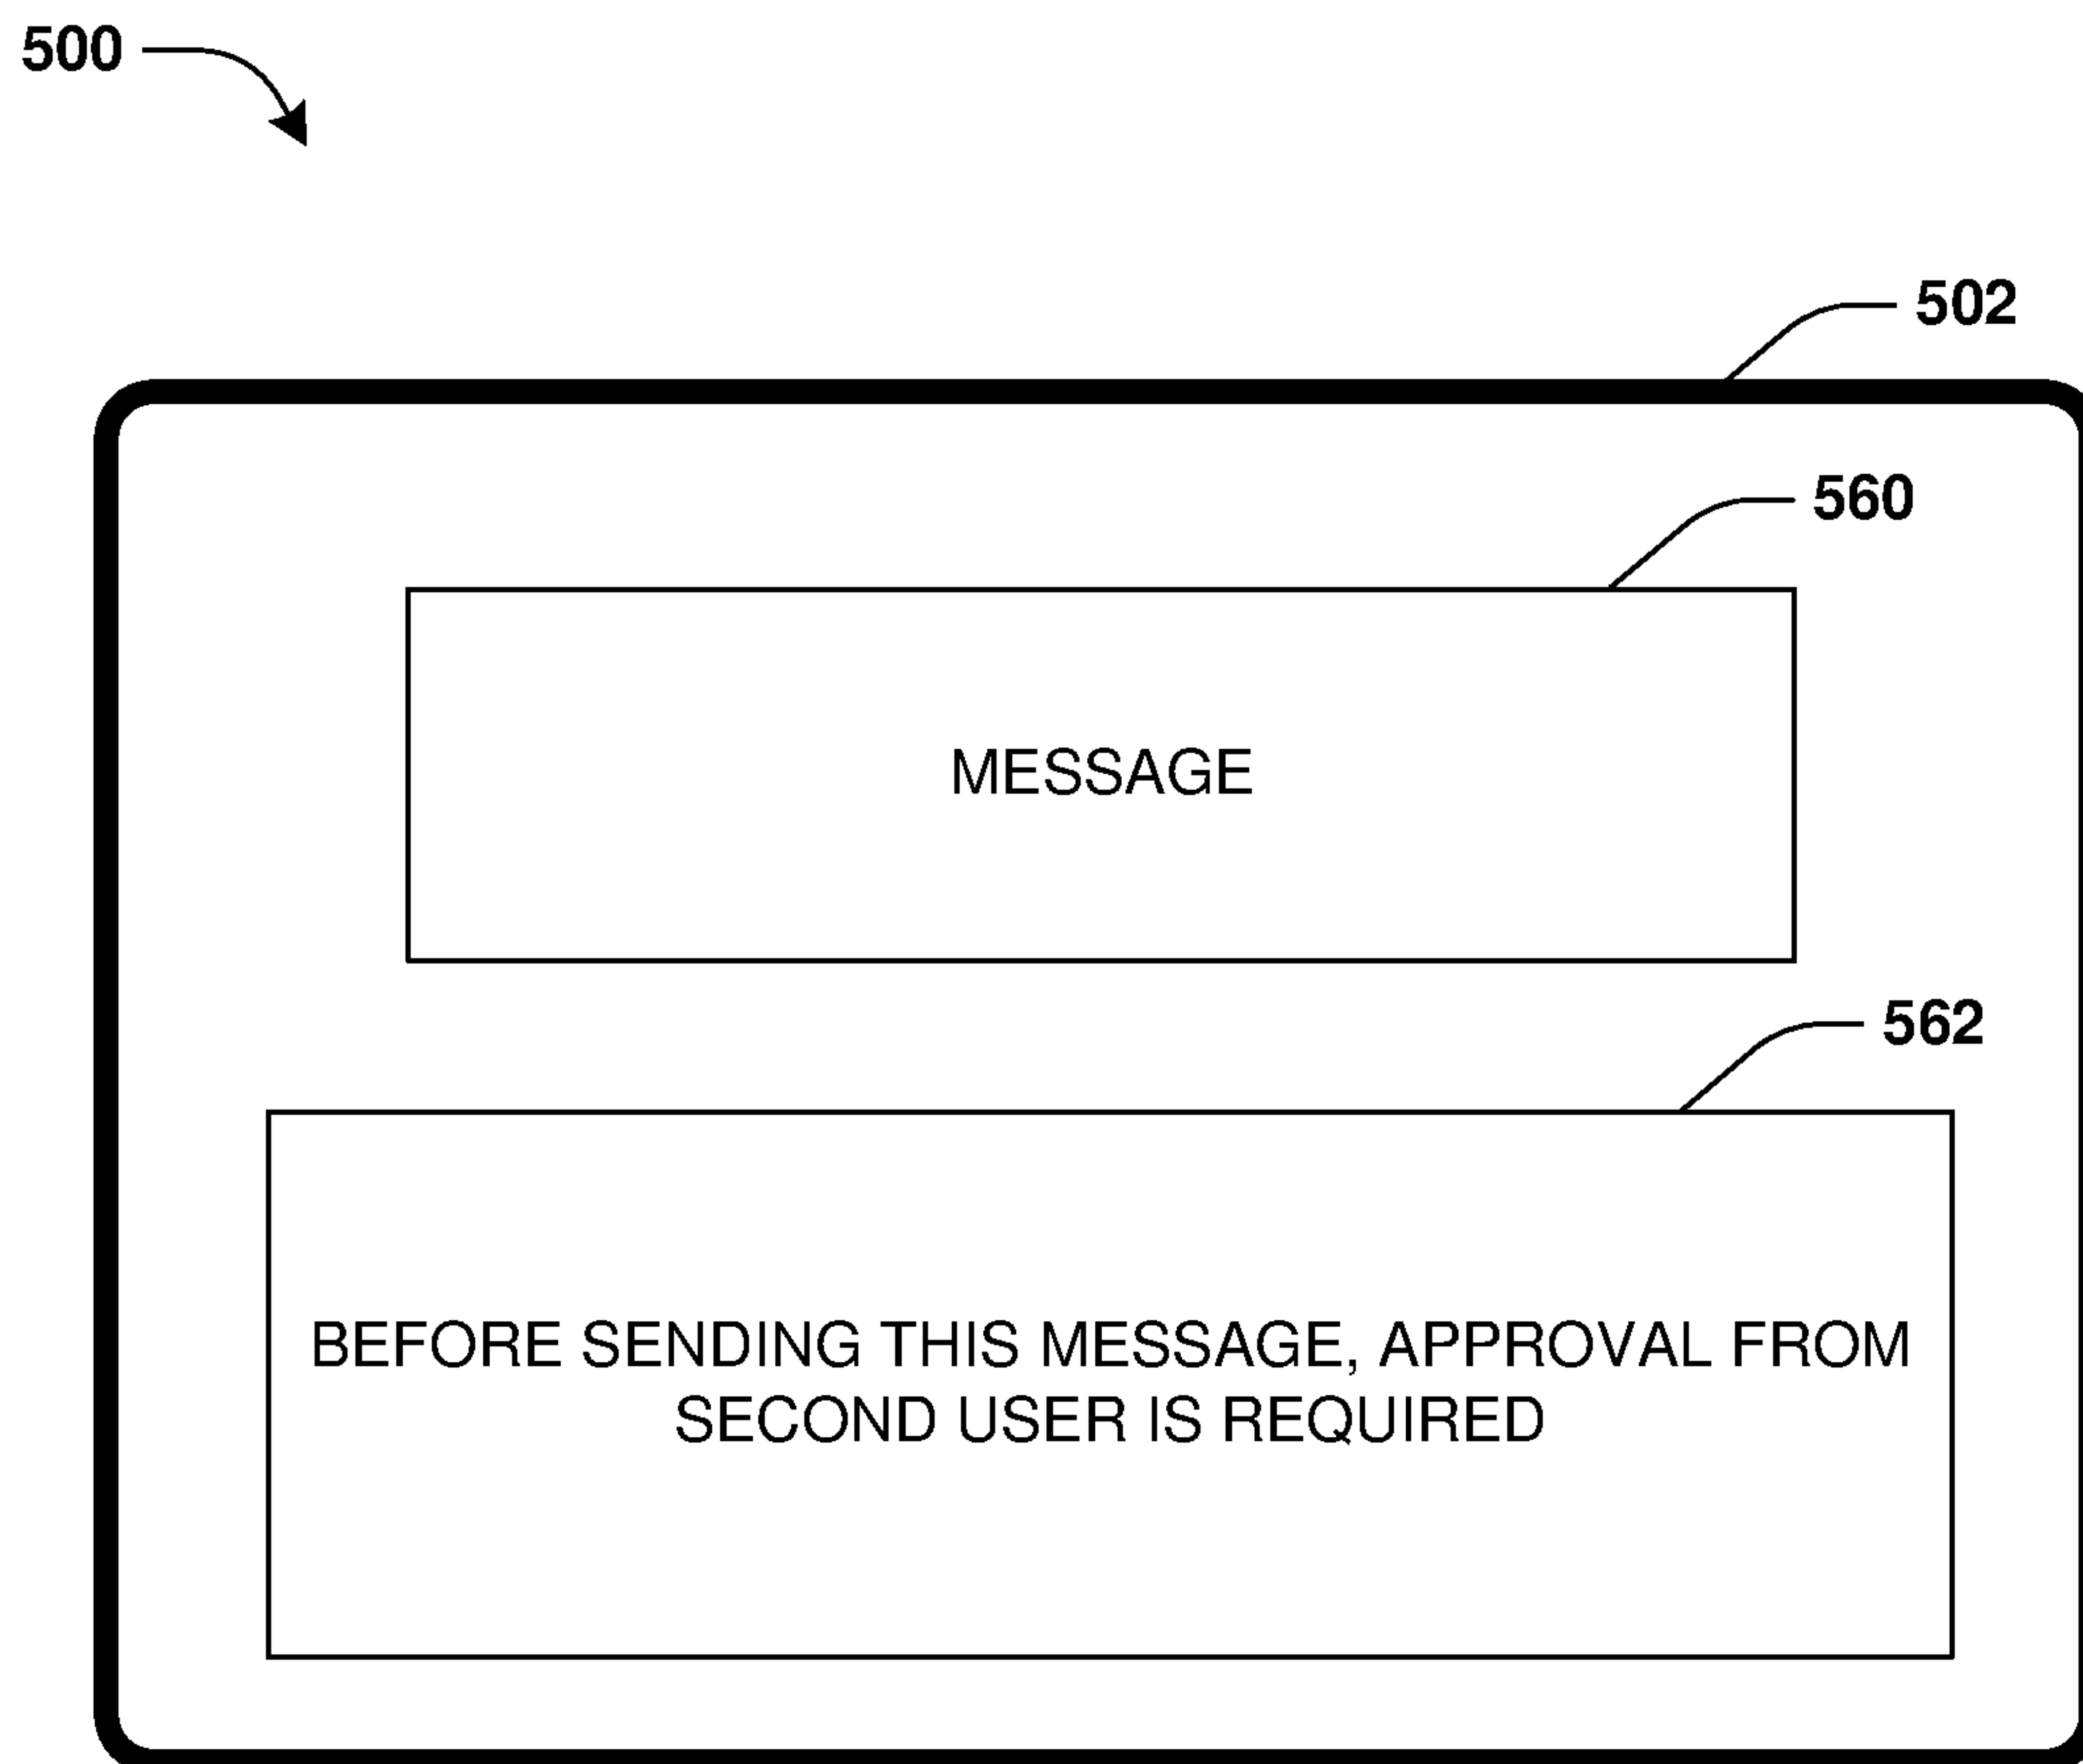 500
502
560
MESSAGE
562
BEFORE SENDING THIS MESSAGE, APPROVAL FROM
SECOND USER IS REQUIRED